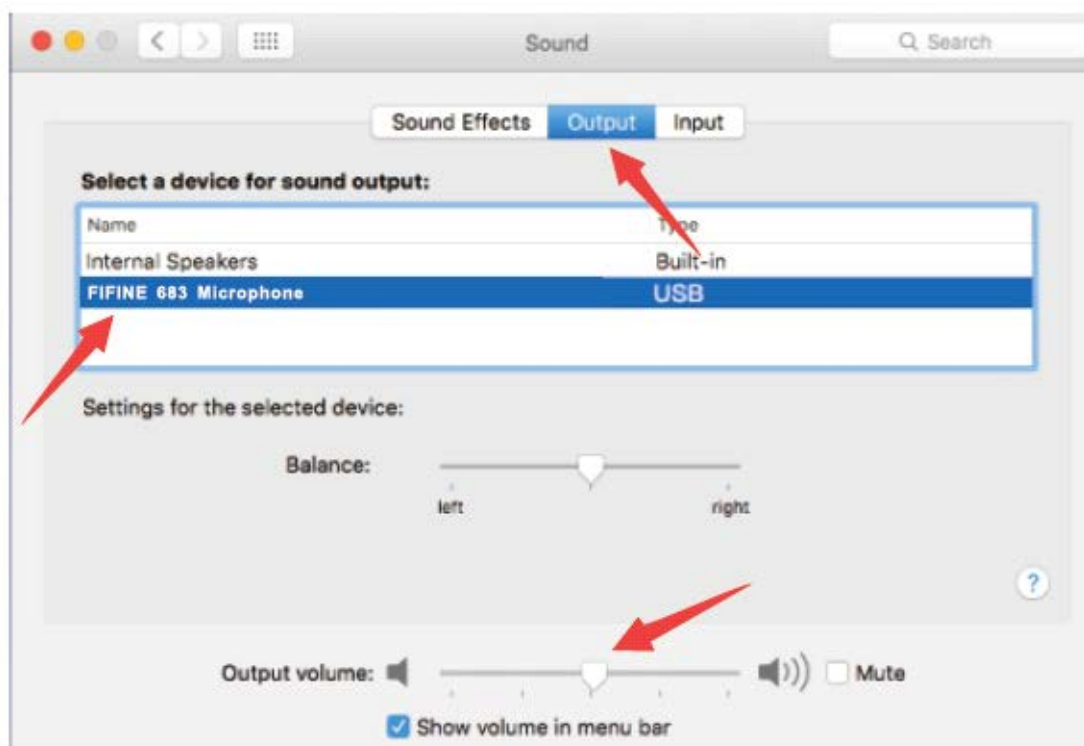 Sound
Search
Sound Effects Output Input
Select a device for sound output:
Name Type
Internal Speakers Built-in
FIFINE 683 Microphone USB
Settings for the selected device:
Balance:
left right
?
Output volume: Mute
Show volume in menu bar